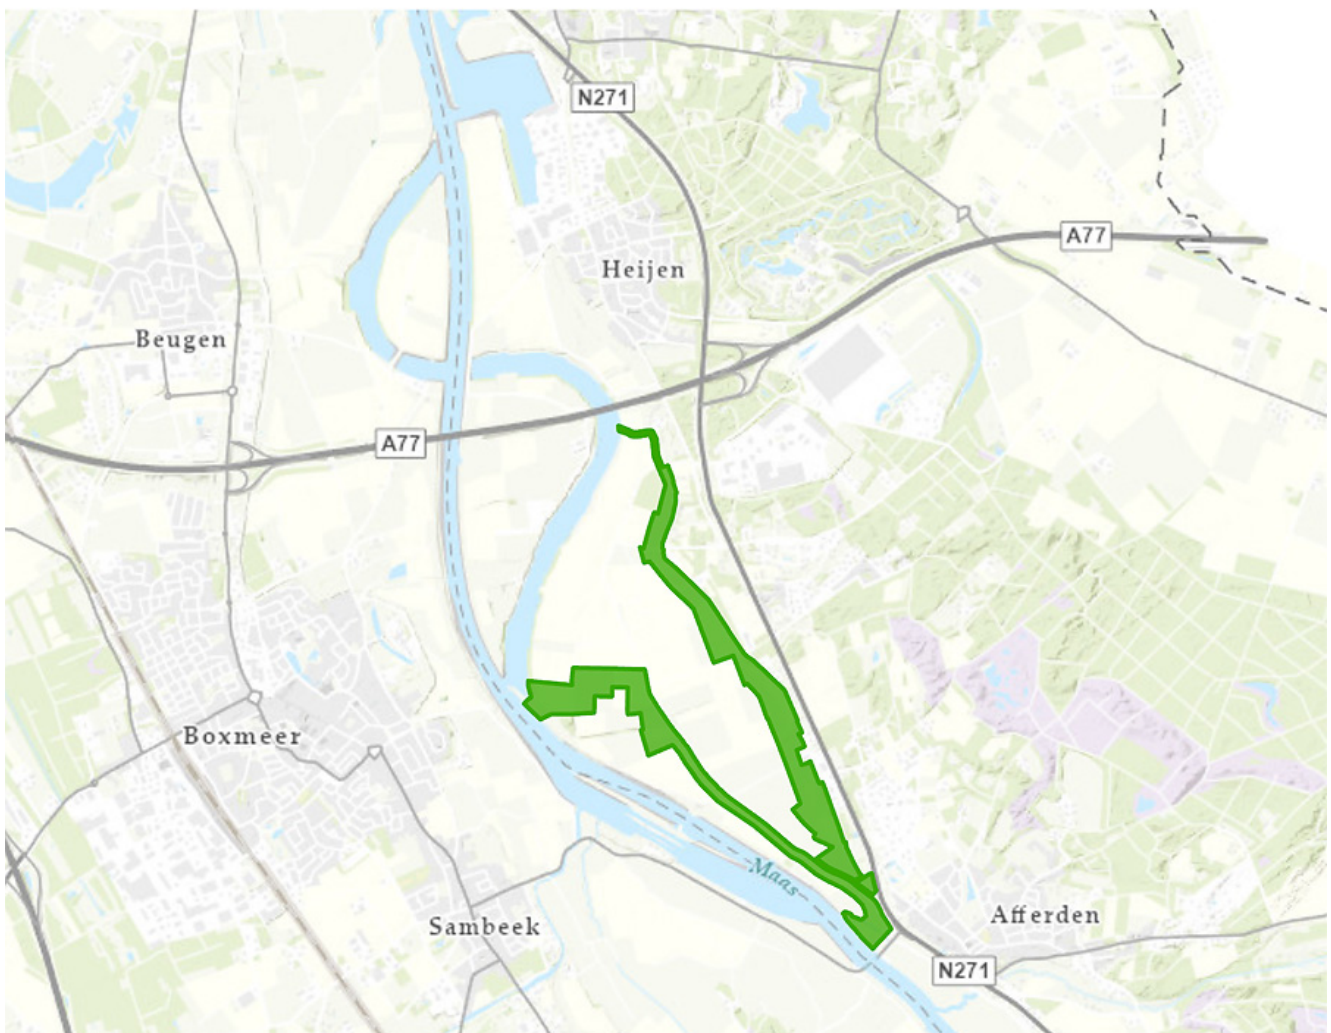 N271
A77
Heijen
Beugen
A77
Boxmeer
Maas
Afferden
Sambeek
N271